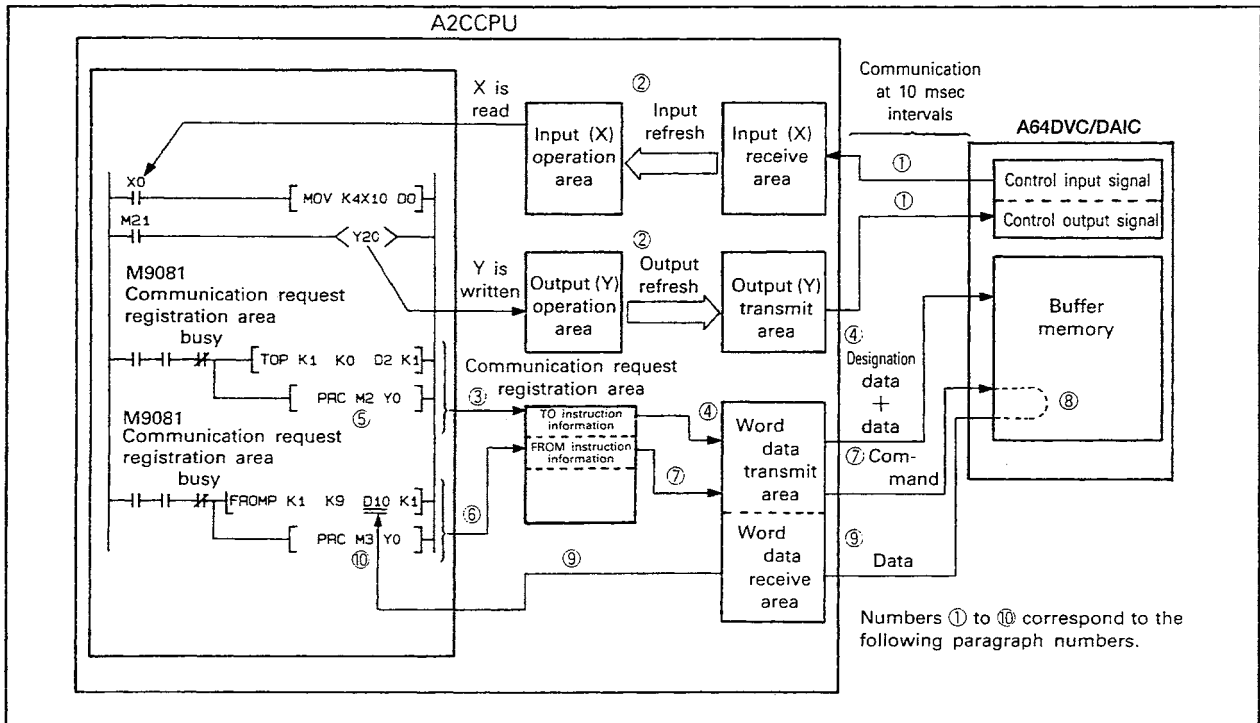 A2CCPU
X is
read
②
Input
refresh
Input (X)
operation
area
Input (X)
receive
area
Communication
at 10 msec
intervals
A64DVC/DAIC
①
Control input signal
①
Control output signal
X0
MOV K4X10 D0
M21
Y2C
Y is
written
②
Output
refresh
Output (Y)
operation
area
Output (Y)
transmit
area
Buffer
memory
M9081
Communication request
registration area
busy
TOP K1 K0 D2 K1
PRC M2 Y0
⑤
③
Communication request
registration area
TO instruction
information
FROM instruction
information
④
⑦
Word
data
transmit
area
Word
data
receive
area
④
Designation
data
+
data
⑦ Com-
mand
⑧
⑨
Data
M9081
Communication request
registration area
busy
FROMP K1 K9 D10 K1
PRC M3 Y0
⑩
⑥
⑨
Numbers ① to ⑩ correspond to the
following paragraph numbers.